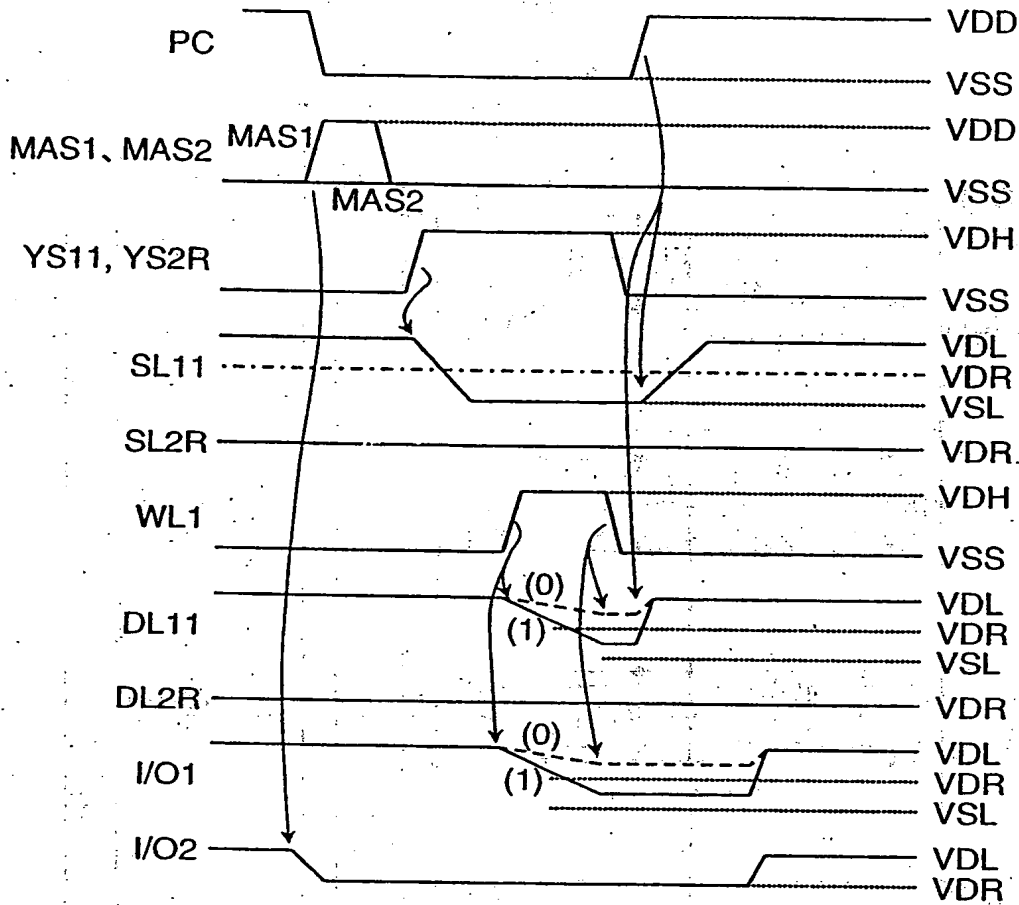 PC
VDD
VSS
MAS1、MAS2
MAS1
MAS2
VDD
VSS
YS11, YS2R
VDH
VSS
SL11
VDL
VDR
VSL
SL2R
VDR
WL1
VDH
VSS
DL11
(0)
(1)
VDL
VDR
VSL
DL2R
VDR
I/O1
(0)
(1)
VDL
VDR
VSL
I/O2
VDL
VDR